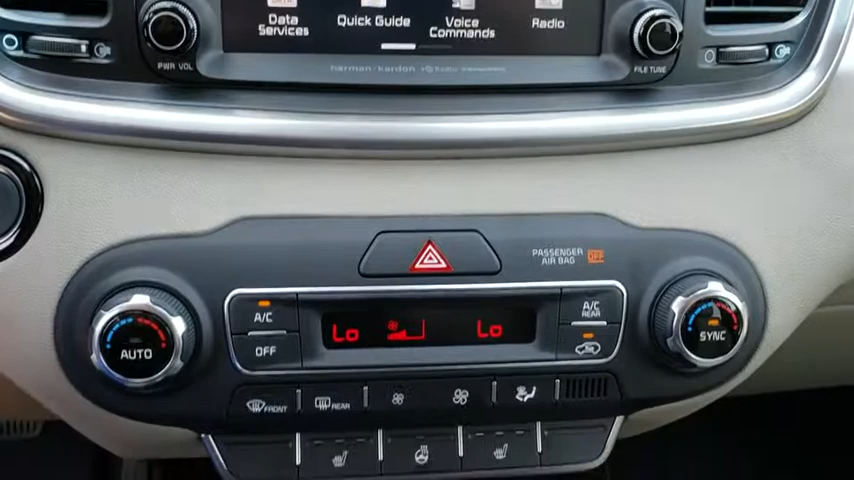 Data
Services
Quick Guide
Voice
Commands
Radio
PWR VOL
harman/kardon
TUNE
FILE
PASSENGER
AIR BAG OFF
AUTO
A/C
OFF
Lo
Lo
A/C
REAR
SYNC
FRONT
REAR